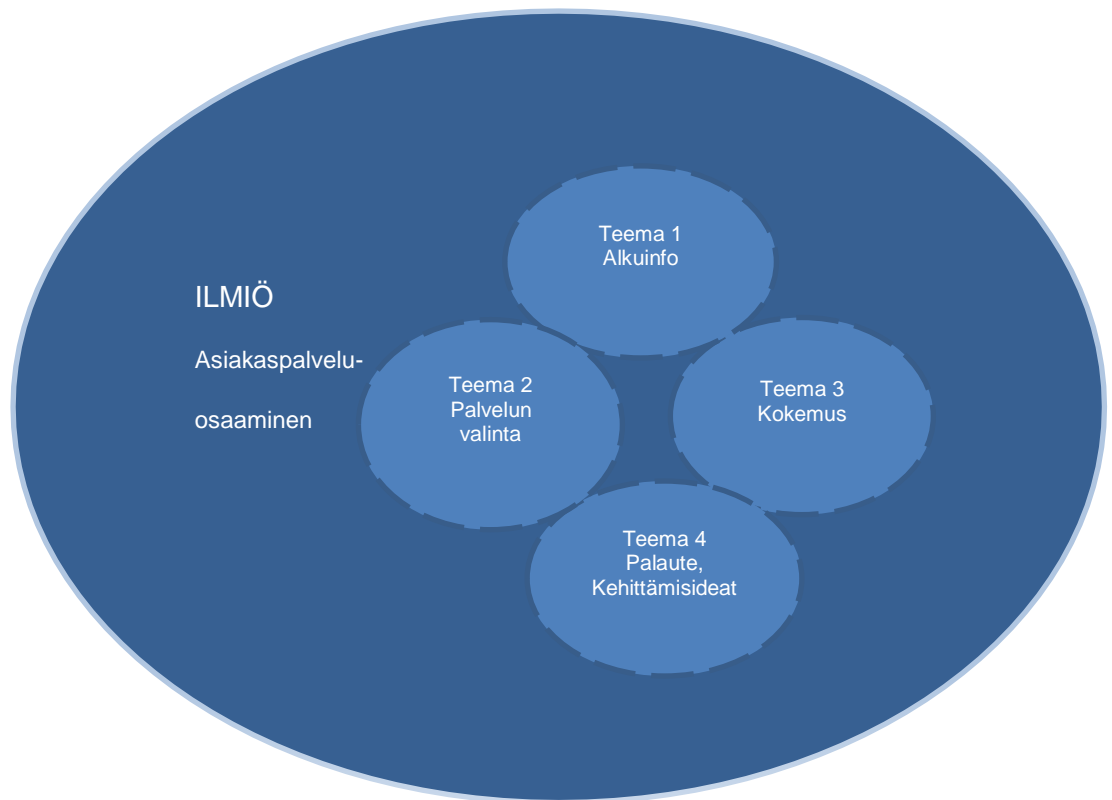 ILMIÖ
Asiakaspalvelu-
osaaminen
Teema 1
Alkuinfo
Teema 2
Palvelun
valinta
Teema 3
Kokemus
Teema 4
Palaute,
Kehittämisideat